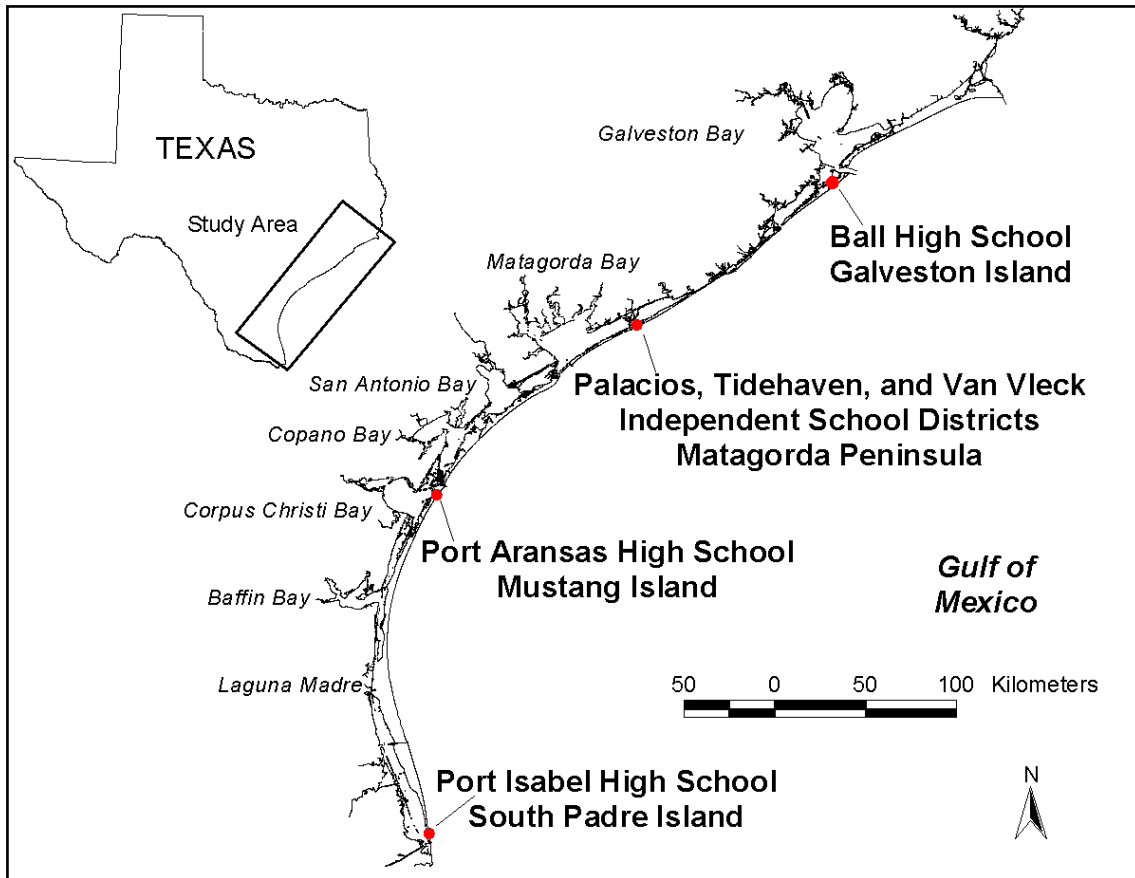 TEXAS
Study Area
Galveston Bay
Ball High School
Galveston Island
Matagorda Bay
San Antonio Bay
Palacios, Tidehaven, and Van Vleck
Independent School Districts
Matagorda Peninsula
Copano Bay
Corpus Christi Bay
Port Aransas High School
Mustang Island
Gulf of
Mexico
Baffin Bay
Laguna Madre
50 0 50 100 Kilometers
Port Isabel High School
South Padre Island
N